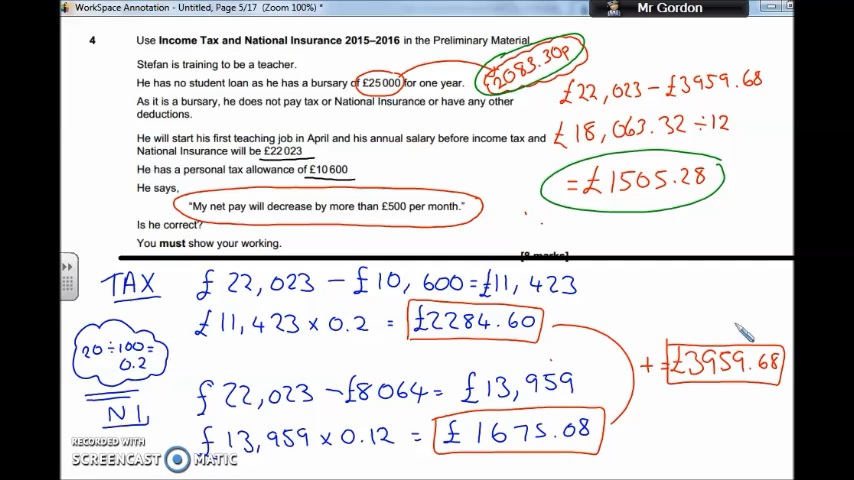 WorkSpace Annotation - Untitled, Page 5/17 (Zoom 100%) *
Mr Gordon
4 Use Income Tax and National Insurance 2015–2016 in the Preliminary Material.
Stefan is training to be a teacher.
He has no student loan as he has a bursary of £25 000 for one year.
£2083.30p
As it is a bursary, he does not pay tax or National Insurance or have any other
deductions.
£22,023 - £3959.68
£18,063.32 ÷ 12
= £1505.28
He will start his first teaching job in April and his annual salary before income tax and
National Insurance will be £22 023
He has a personal tax allowance of £10 600
He says,
"My net pay will decrease by more than £500 per month."
Is he correct?
You must show your working.
[8 marks]
TAX £22,023 - £10,600 = £11,423
£11,423 x 0.2 = £2284.60
20 ÷ 100 =
0.2
+ = £3959.68
£22,023 - £8064 = £13,959
NI
£13,959 x 0.12 = £1675.08
RECORDED WITH
SCREENCAST MATIC